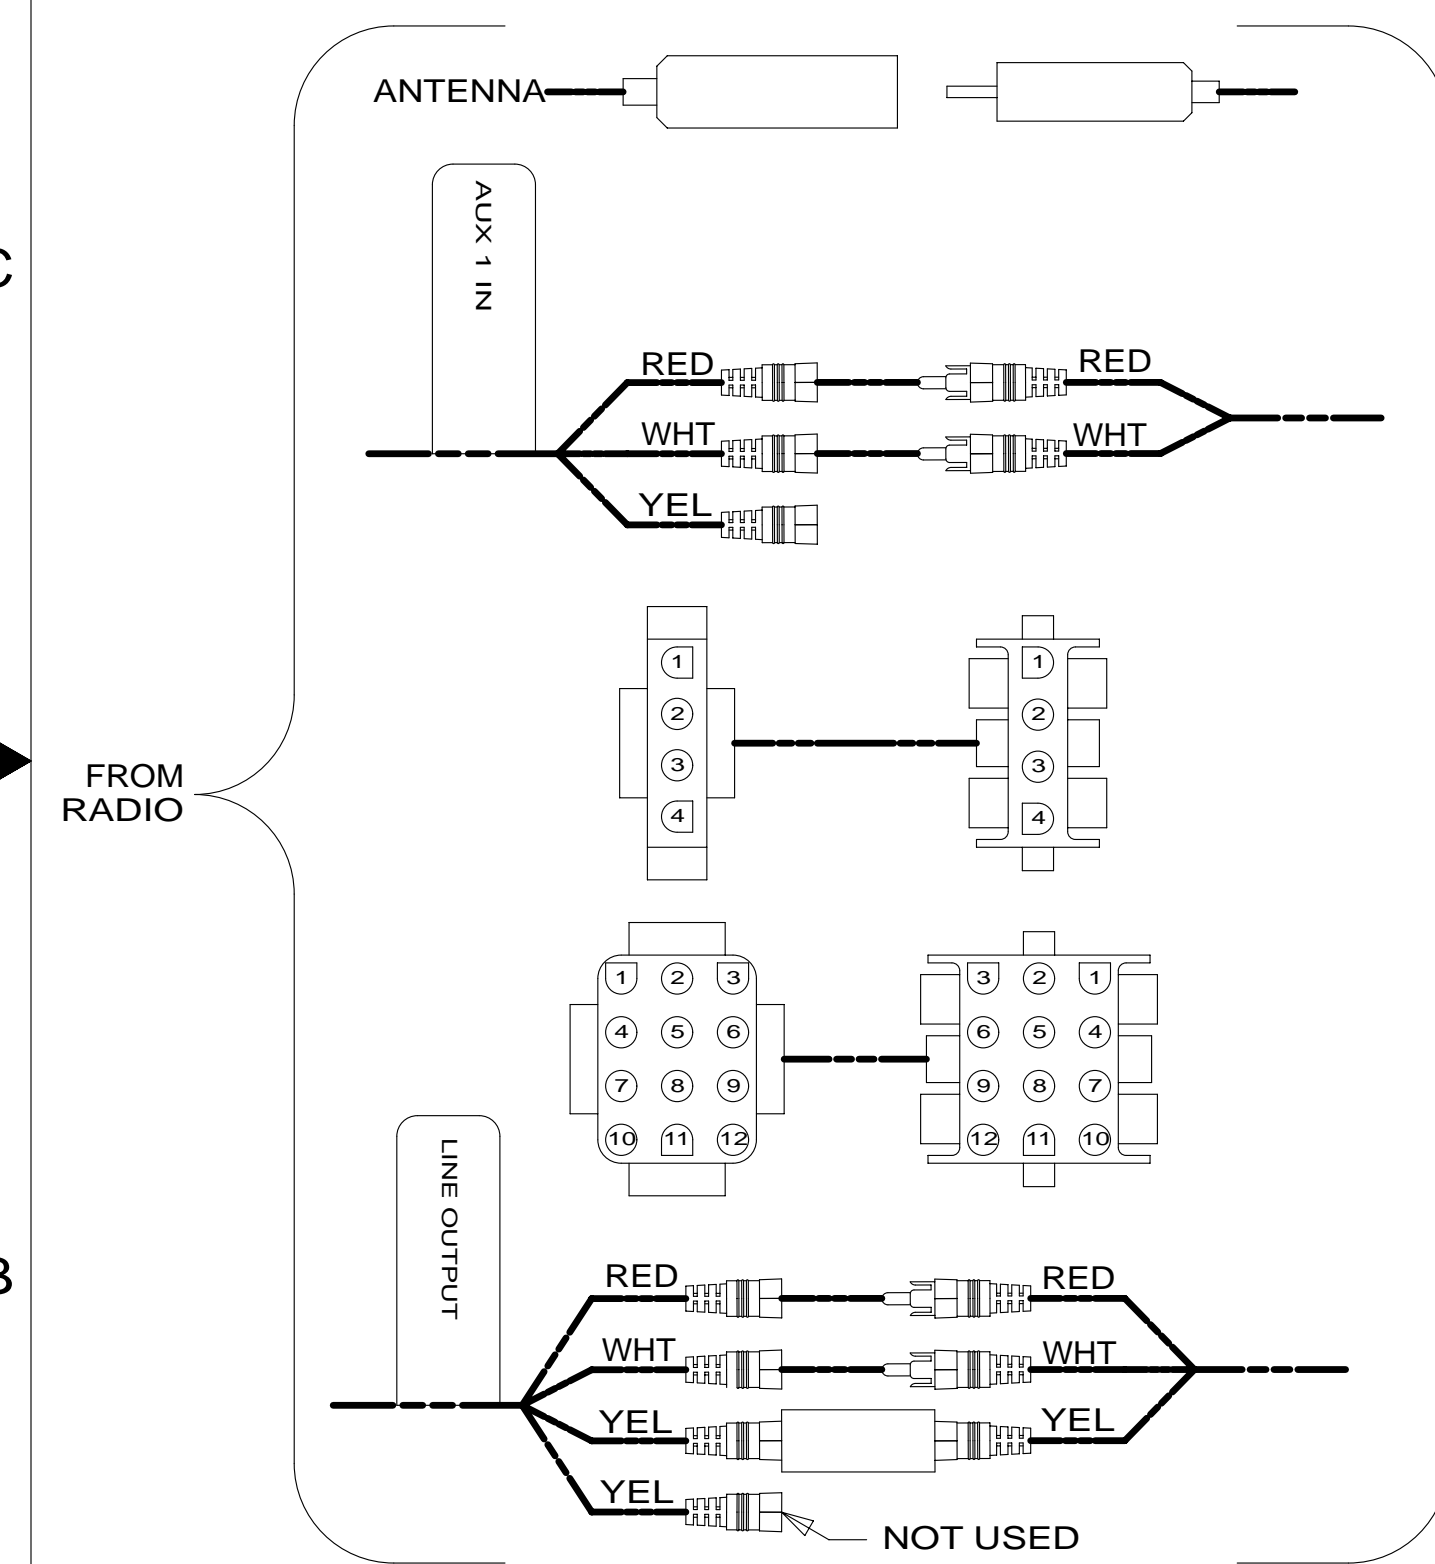 ANTENNA
AUX 1 IN
C
RED
RED
WHT
WHT
YEL
1
2
3
4
1
2
3
4
FROM
RADIO
1 2 3
4 5 6
7 8 9
10 11 12
3 2 1
6 5 4
9 8 7
12 11 10
LINE OUTPUT
B
RED
RED
WHT
WHT
YEL
YEL
YEL
NOT USED